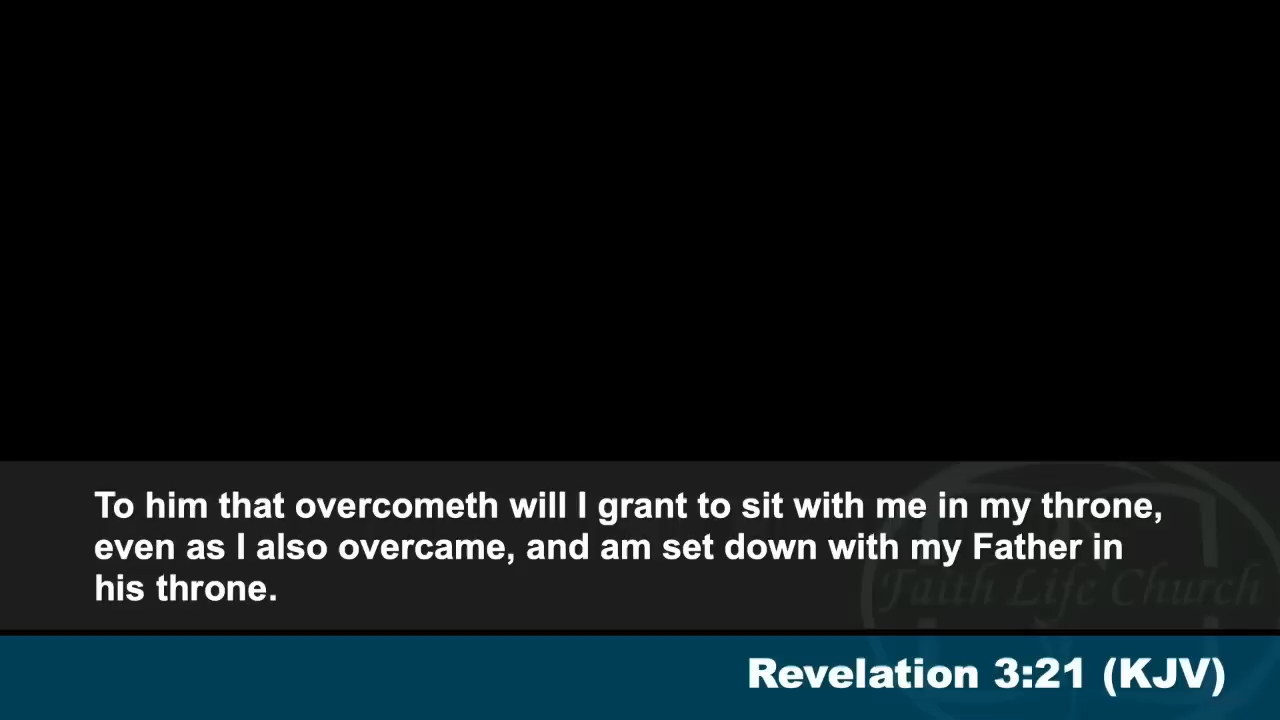 To him that overcometh will I grant to sit with me in my throne,
even as I also overcame, and am set down with my Father in
his throne.
Faith Life Church
Revelation 3:21 (KJV)